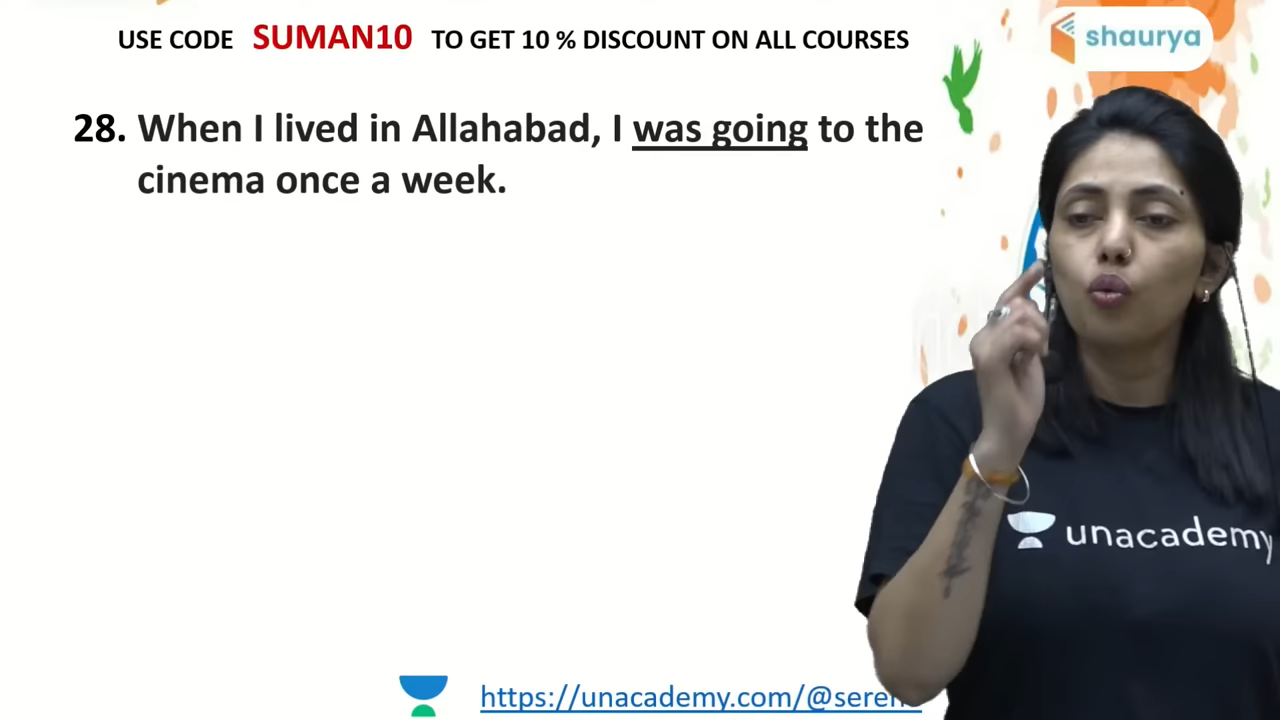 USE CODE SUMAN10 TO GET 10 % DISCOUNT ON ALL COURSES
shaurya
28. When I lived in Allahabad, I was going to the
cinema once a week.
unacademy
https://unacademy.com/@seren